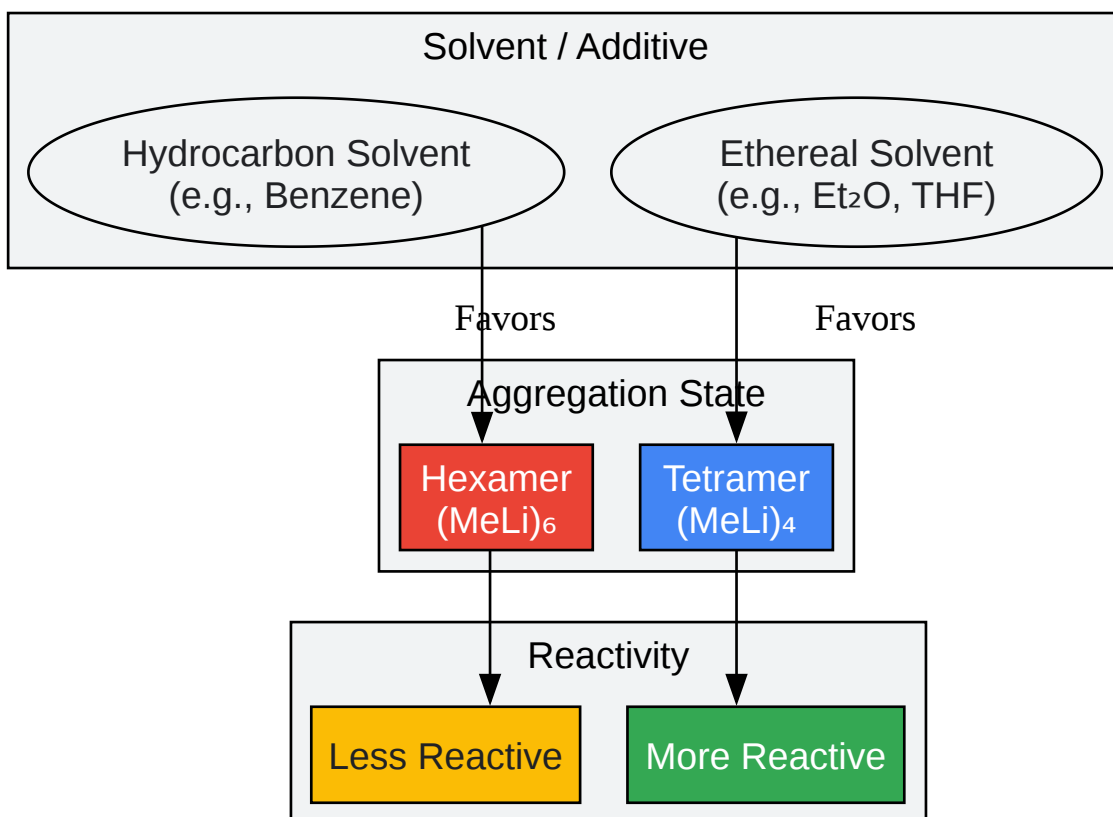 Solvent / Additive
Hydrocarbon Solvent
(e.g., Benzene)
Ethereal Solvent
(e.g., Et₂O, THF)
Favors
Favors
Aggregation State
Hexamer
(MeLi)₆
Tetramer
(MeLi)₄
Reactivity
Less Reactive
More Reactive